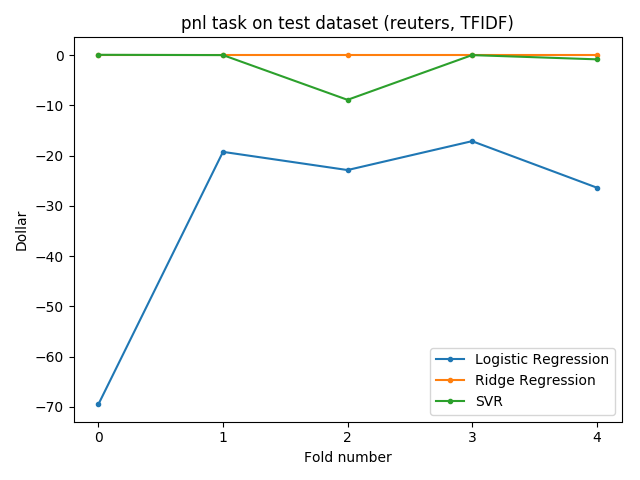 pnl task on test dataset (reuters, TFIDF)
Dollar
0
−10
−20
−30
−40
−50
−60
−70
0 1 2 3 4
Fold number
Logistic Regression
Ridge Regression
SVR